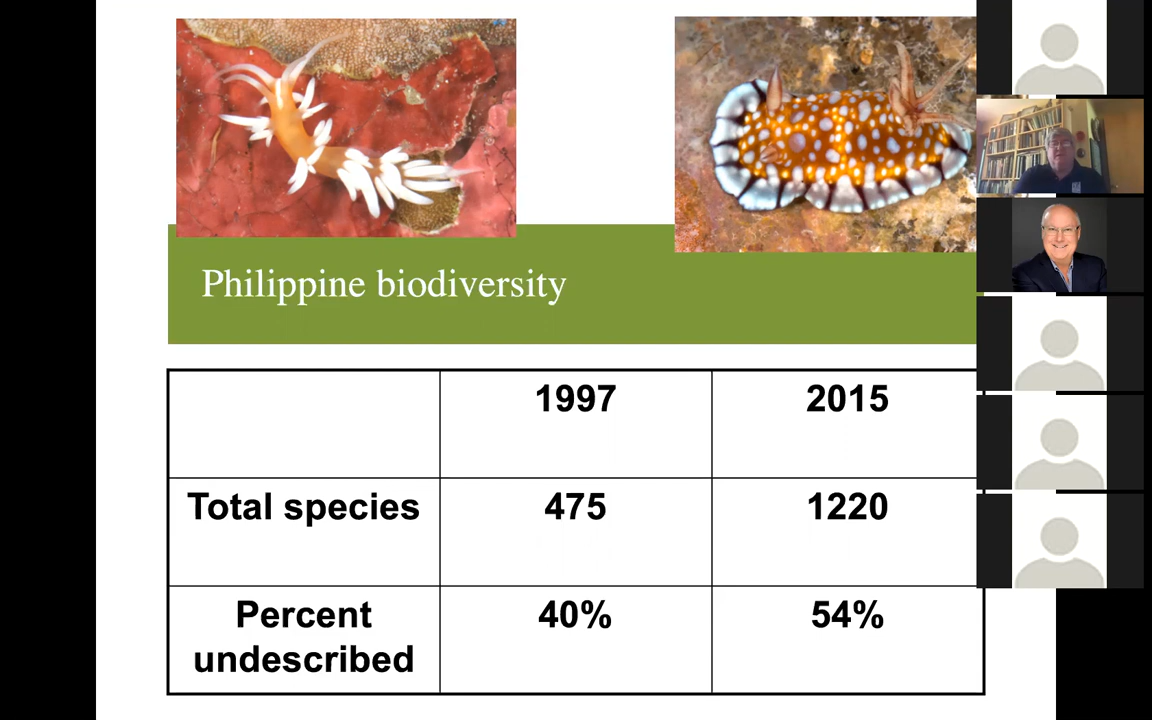 Philippine biodiversity
1997 2015
Total species 475 1220
Percent 40% 54%
undescribed